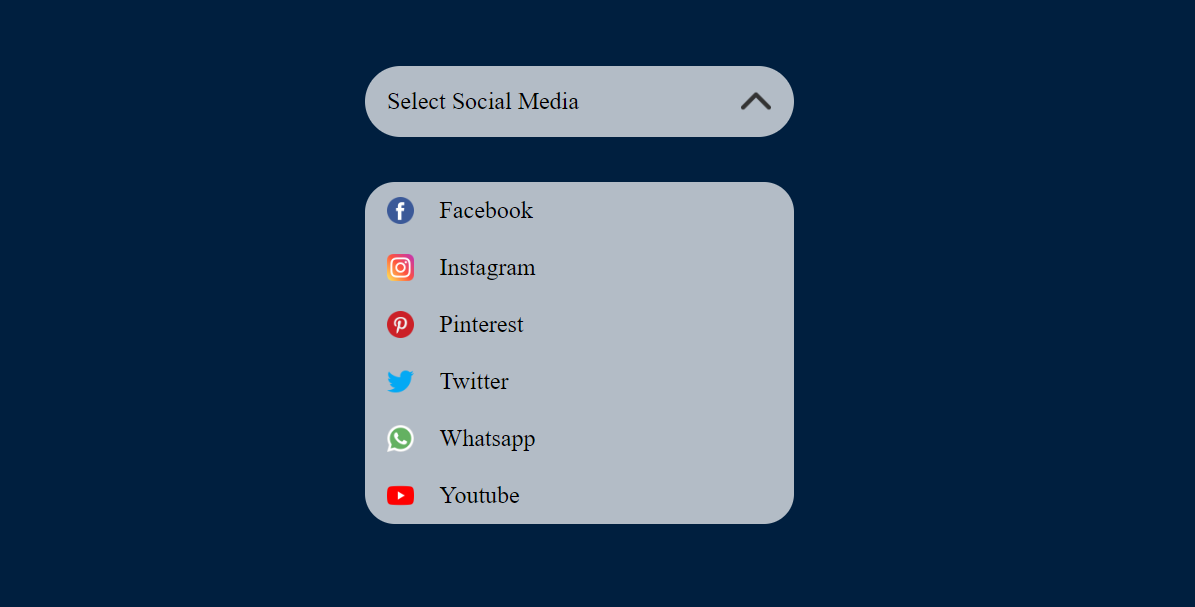 Select Social Media
Facebook
Instagram
Pinterest
Twitter
Whatsapp
Youtube